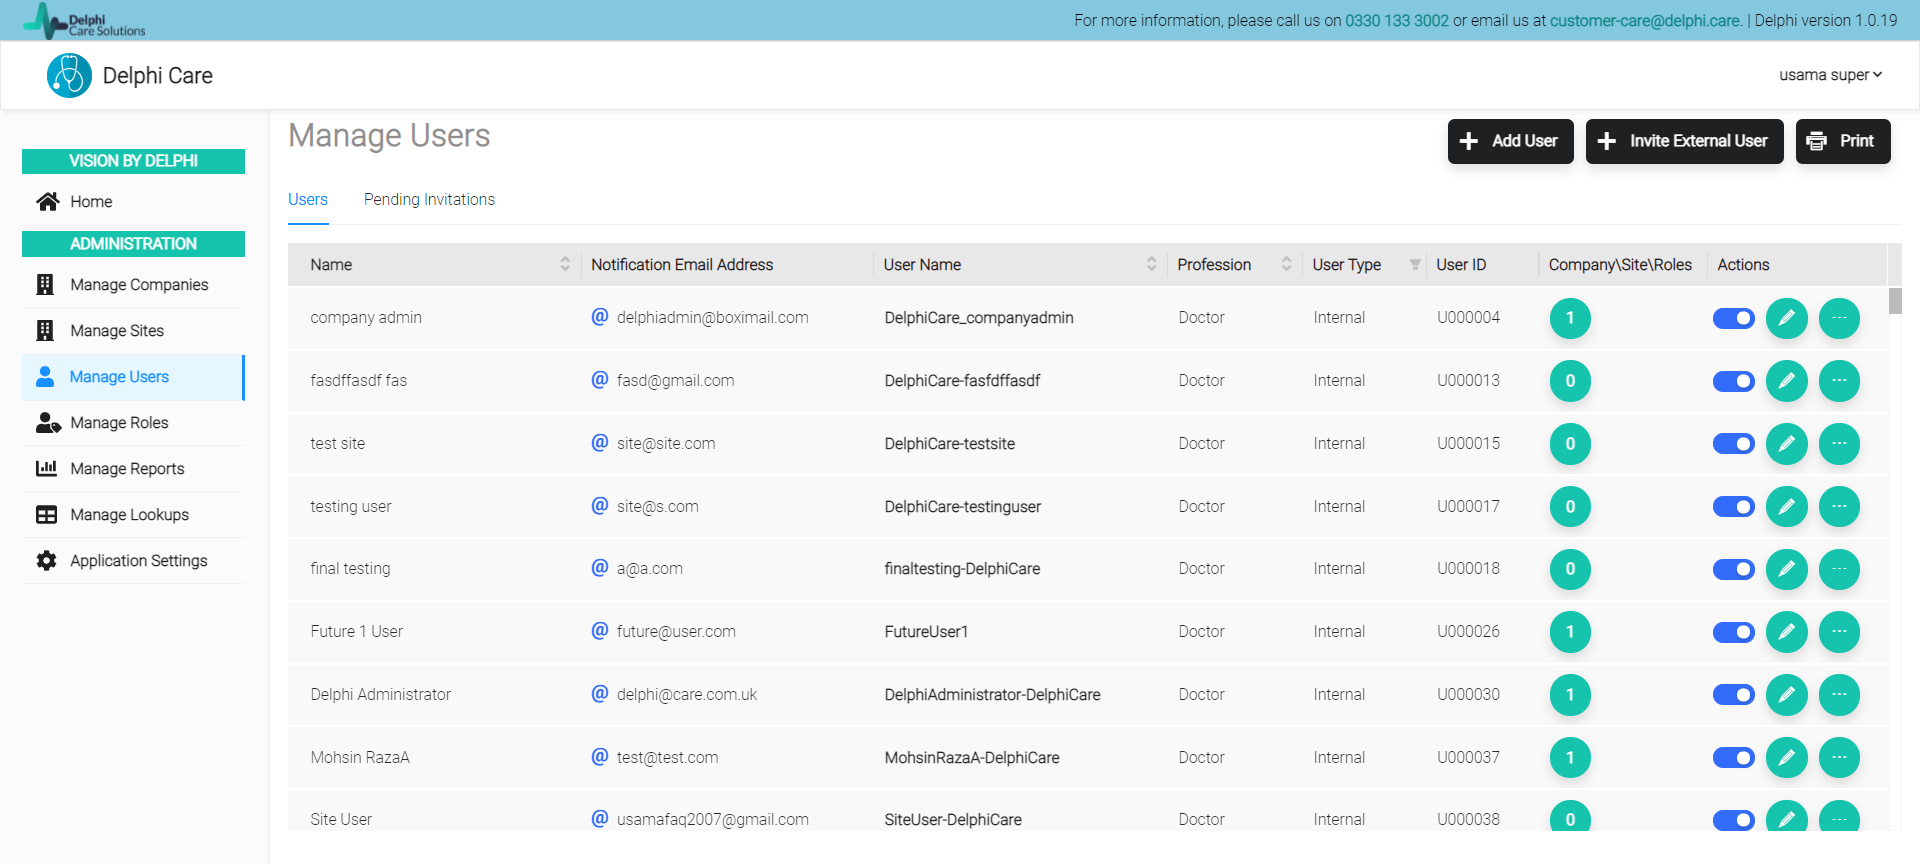 Delphi
Care Solutions
For more information, please call us on 0330 133 3002 or email us at customer-care@delphi.care. | Delphi version 1.0.19
Delphi Care
usama super
VISION BY DELPHI
Home
ADMINISTRATION
Manage Companies
Manage Sites
Manage Users
Manage Roles
Manage Reports
Manage Lookups
Application Settings
Manage Users
Add User
Invite External User
Print
Users Pending Invitations
Name Notification Email Address User Name Profession User Type User ID Company\Site\Roles Actions
company admin @ delphiadmin@boximail.com DelphiCare_companyadmin Doctor Internal U000004 1
fasdffasdf fas @ fasd@gmail.com DelphiCare-fasfdffasdf Doctor Internal U000013 0
test site @ site@site.com DelphiCare-testsite Doctor Internal U000015 0
testing user @ site@s.com DelphiCare-testinguser Doctor Internal U000017 0
final testing @ a@a.com finaltesting-DelphiCare Doctor Internal U000018 0
Future 1 User @ future@user.com FutureUser1 Doctor Internal U000026 1
Delphi Administrator @ delphi@care.com.uk DelphiAdministrator-DelphiCare Doctor Internal U000030 1
Mohsin RazaA @ test@test.com MohsinRazaA-DelphiCare Doctor Internal U000037 1
Site User @ usamafaq2007@gmail.com SiteUser-DelphiCare Doctor Internal U000038 0